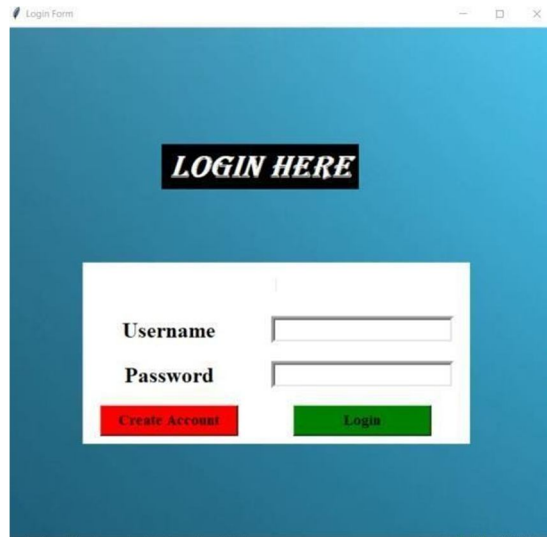 Login Form
LOGIN HERE
Username
Password
Create Account Login